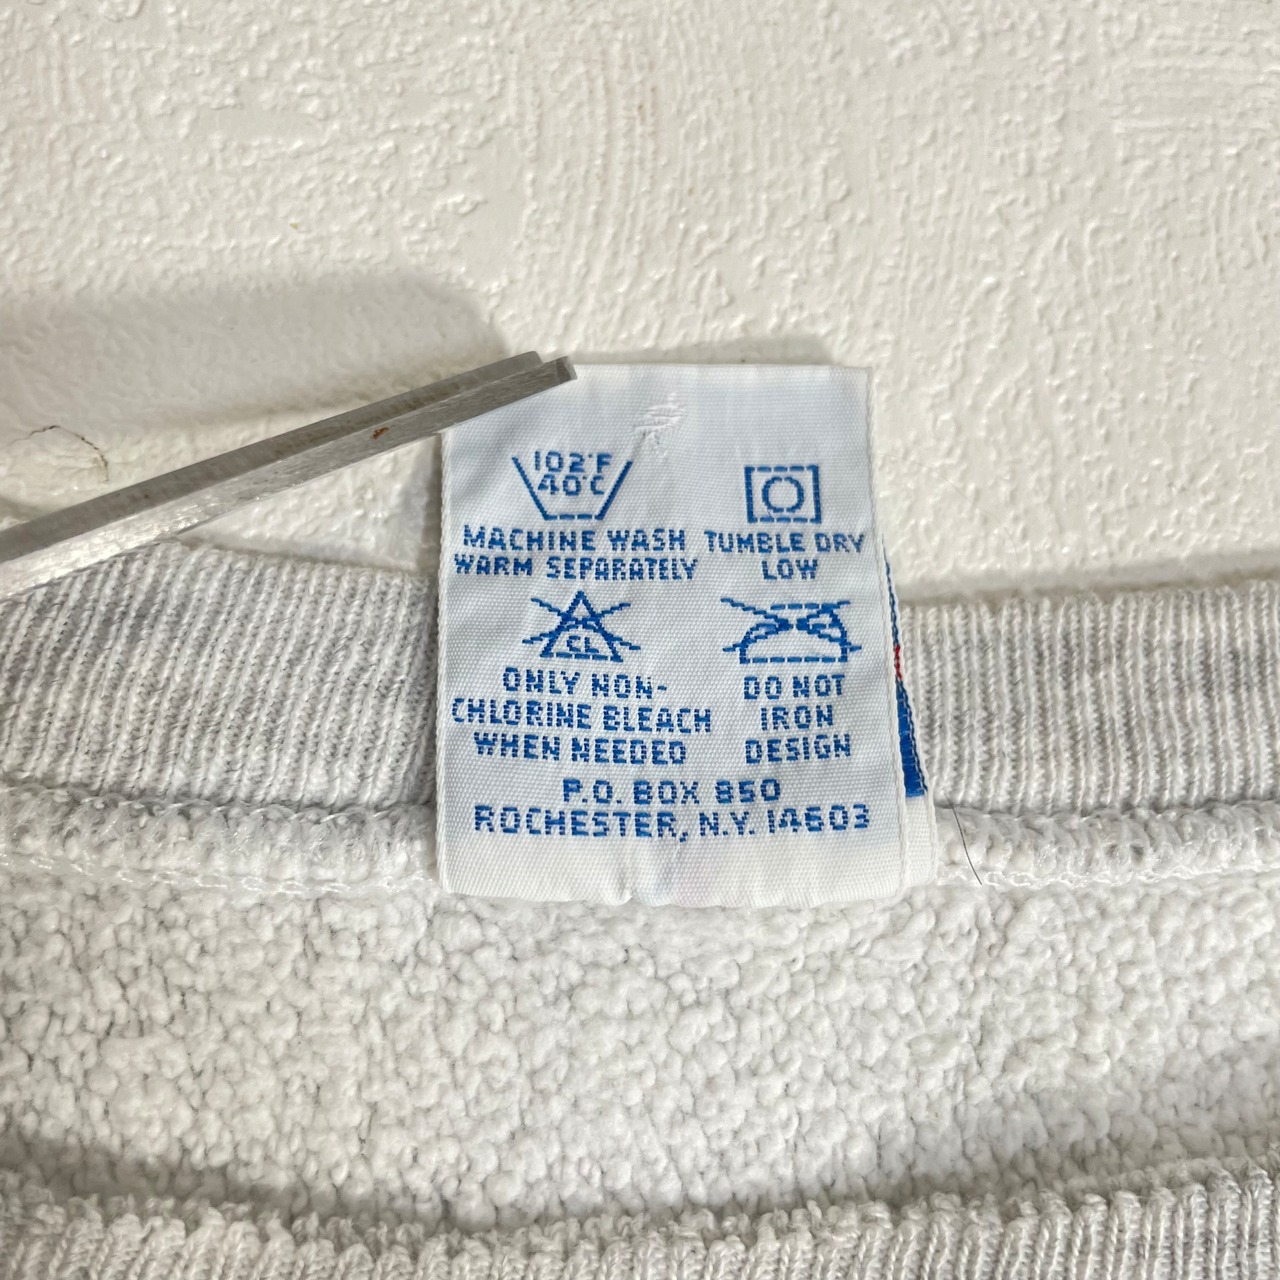 102°F
40°C
MACHINE WASH
WARM SEPARATELY
TUMBLE DRY
LOW
CL
ONLY NON-
CHLORINE BLEACH
WHEN NEEDED
DO NOT
IRON
DESIGN
P.O. BOX 850
ROCHESTER, N.Y. 14603